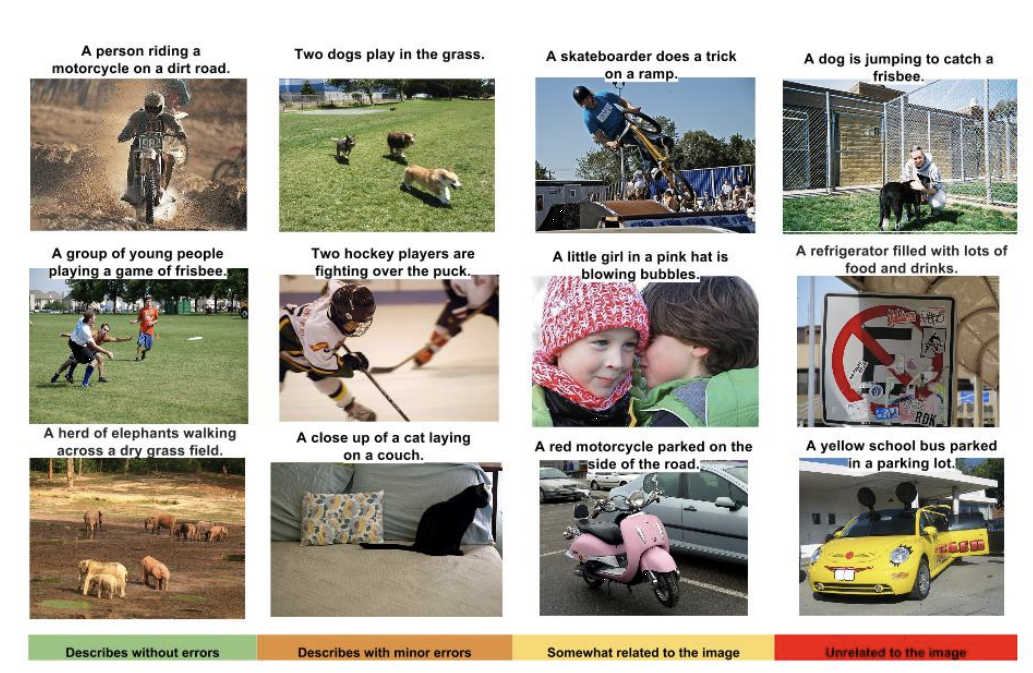 A person riding a
motorcycle on a dirt road.
Two dogs play in the grass.
A skateboarder does a trick
on a ramp.
A dog is jumping to catch a
frisbee.
A group of young people
playing a game of frisbee.
Two hockey players are
fighting over the puck.
A little girl in a pink hat is
blowing bubbles.
A refrigerator filled with lots of
food and drinks.
RDK
A herd of elephants walking
across a dry grass field.
A close up of a cat laying
on a couch.
A red motorcycle parked on the
side of the road.
A yellow school bus parked
in a parking lot.
Describes without errors
Describes with minor errors
Somewhat related to the image
Unrelated to the image